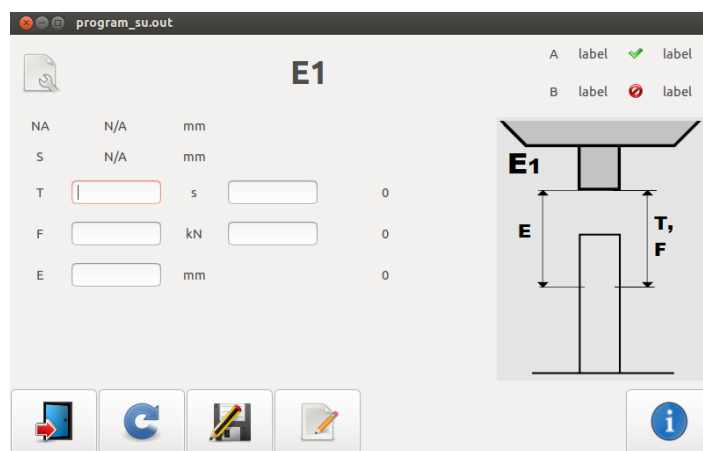 program_su.out
E1
A label label
B label label
NA N/A mm
S N/A mm
T s 0
F kN 0
E mm 0
E1
E
T,
F
i